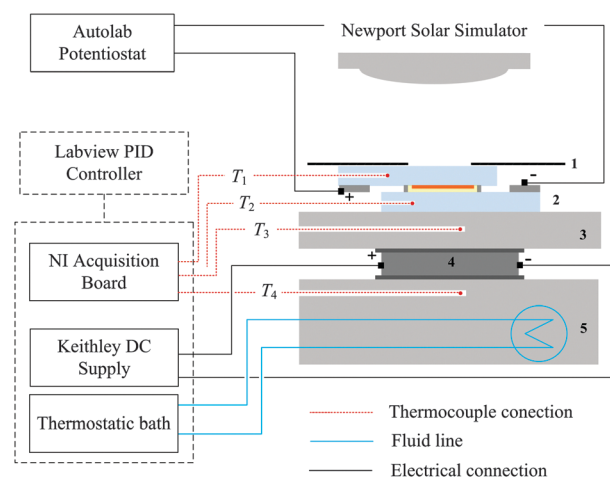 Autolab
Potentiostat
Newport Solar Simulator
Labview PID
Controller
1
T1
+
-
T2
2
T3
3
NI Acquisition
Board
+
4
-
T4
5
Keithley DC
Supply
Thermostatic bath
Thermocouple conection
Fluid line
Electrical connection